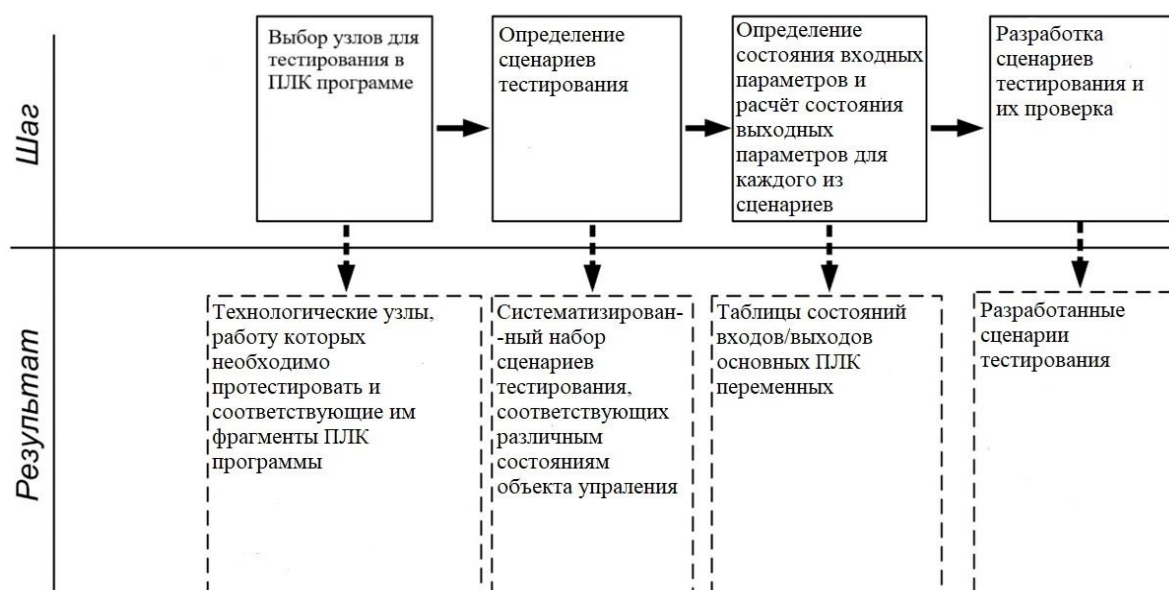 Шаг
Выбор узлов для
тестирования в
ПЛК программе
Определение
сценариев
тестирования
Определение
состояния входных
параметров и
расчёт состояния
выходных
параметров для
каждого из
сценариев
Разработка
сценариев
тестирования и
их проверка
Результат
Технологические узлы,
работу которых
необходимо
протестировать и
соответствующие им
фрагменты ПЛК
программы
Систематизирован-
-ный набор
сценариев
тестирования,
соответствующих
различным
состояниям
объекта упраления
Таблицы состояний
входов/выходов
основных ПЛК
переменных
Разработанные
сценарии
тестирования